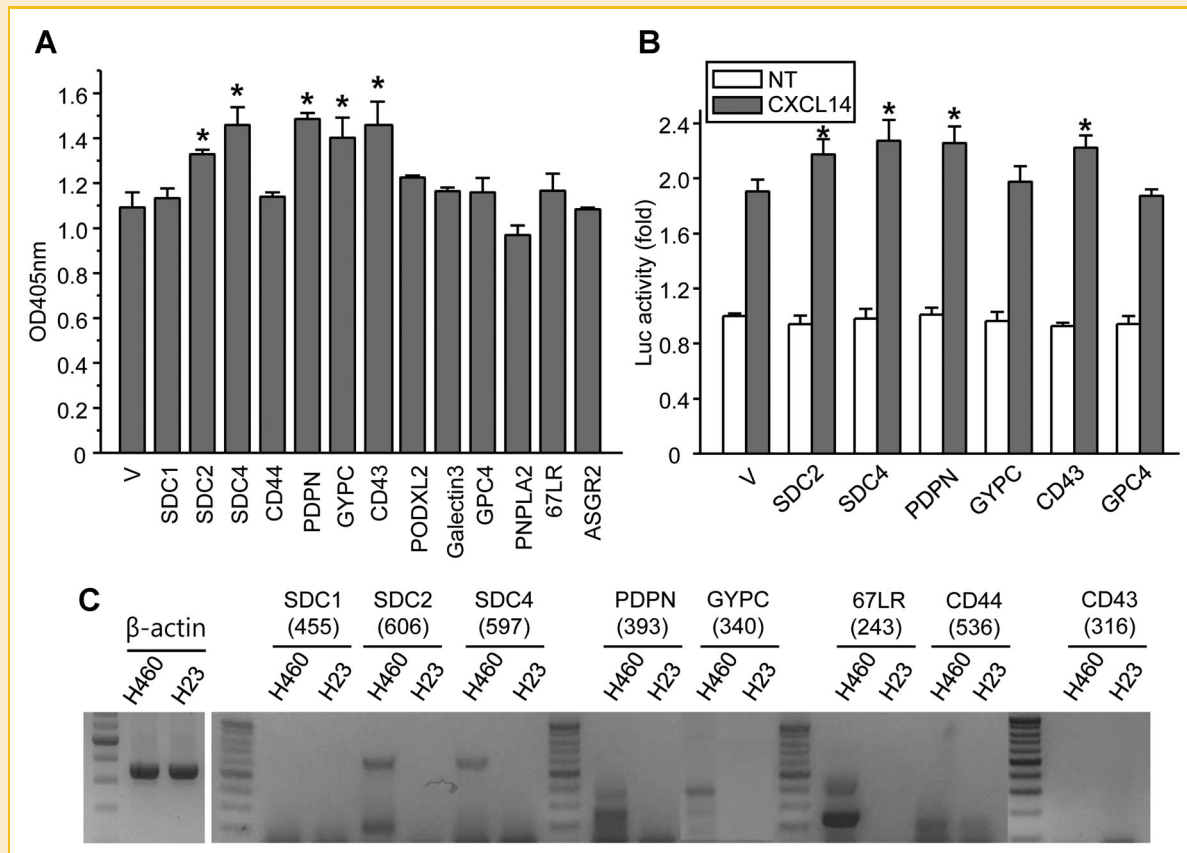 A
OD405nm
1.6
1.4
1.2
1.0
0.8
0.6
0.4
0.2
0
* * * * *
V SDC1 SDC2 SDC4 CD44 PDPN GYPC CD43 PODXL2 Galectin3 GPC4 PNPLA2 67LR ASGR2
B
NT
CXCL14
Luc activity (fold)
2.4
2.0
1.6
1.2
0.8
0.4
0
* * * *
V SDC2 SDC4 PDPN GYPC CD43 GPC4
C
β-actin
H460 H23
SDC1 SDC2 SDC4 PDPN GYPC 67LR CD44 CD43
(455) (606) (597) (393) (340) (243) (536) (316)
H460 H23 H460 H23 H460 H23 H460 H23 H460 H23 H460 H23 H460 H23 H460 H23